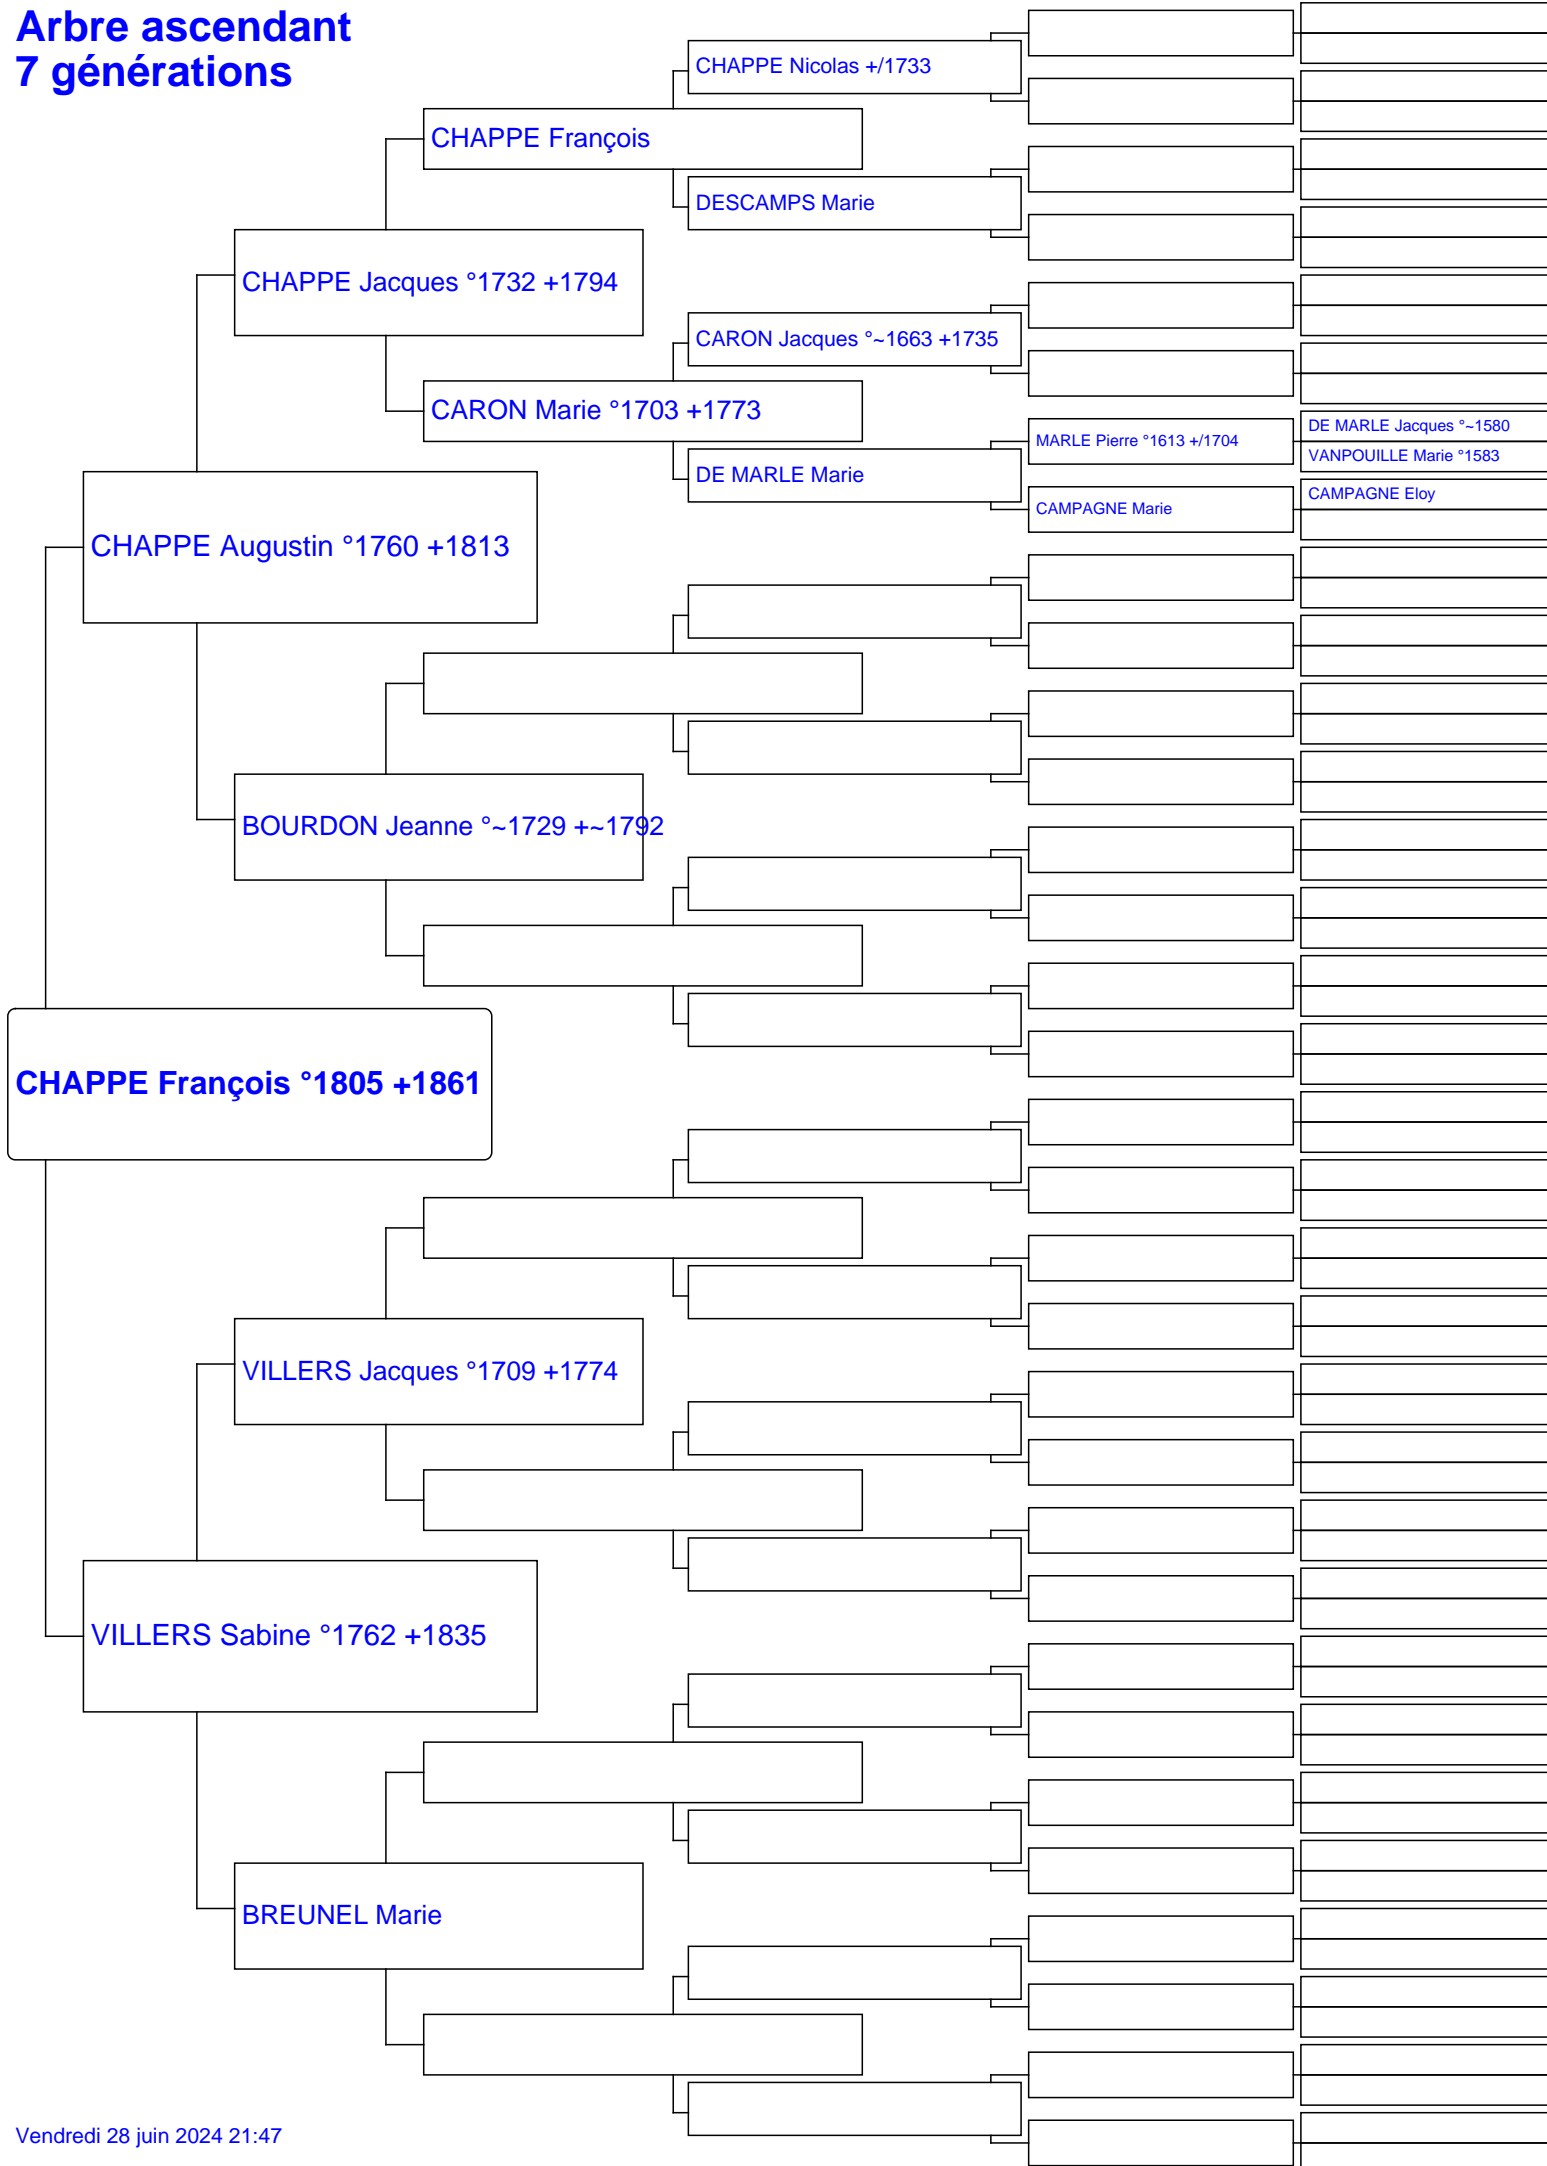 Arbre ascendant
7 générations
CHAPPE Nicolas +/1733
CHAPPE François
DESCAMPS Marie
CHAPPE Jacques °1732 +1794
CARON Jacques °~1663 +1735
CARON Marie °1703 +1773
DE MARLE Jacques °~1580
MARLE Pierre °1613 +/1704
VANPOUILLE Marie °1583
DE MARLE Marie
CAMPAGNE Eloy
CAMPAGNE Marie
CHAPPE Augustin °1760 +1813
BOURDON Jeanne °~1729 +~1792
CHAPPE François °1805 +1861
VILLERS Jacques °1709 +1774
VILLERS Sabine °1762 +1835
BREUNEL Marie
Vendredi 28 juin 2024 21:47